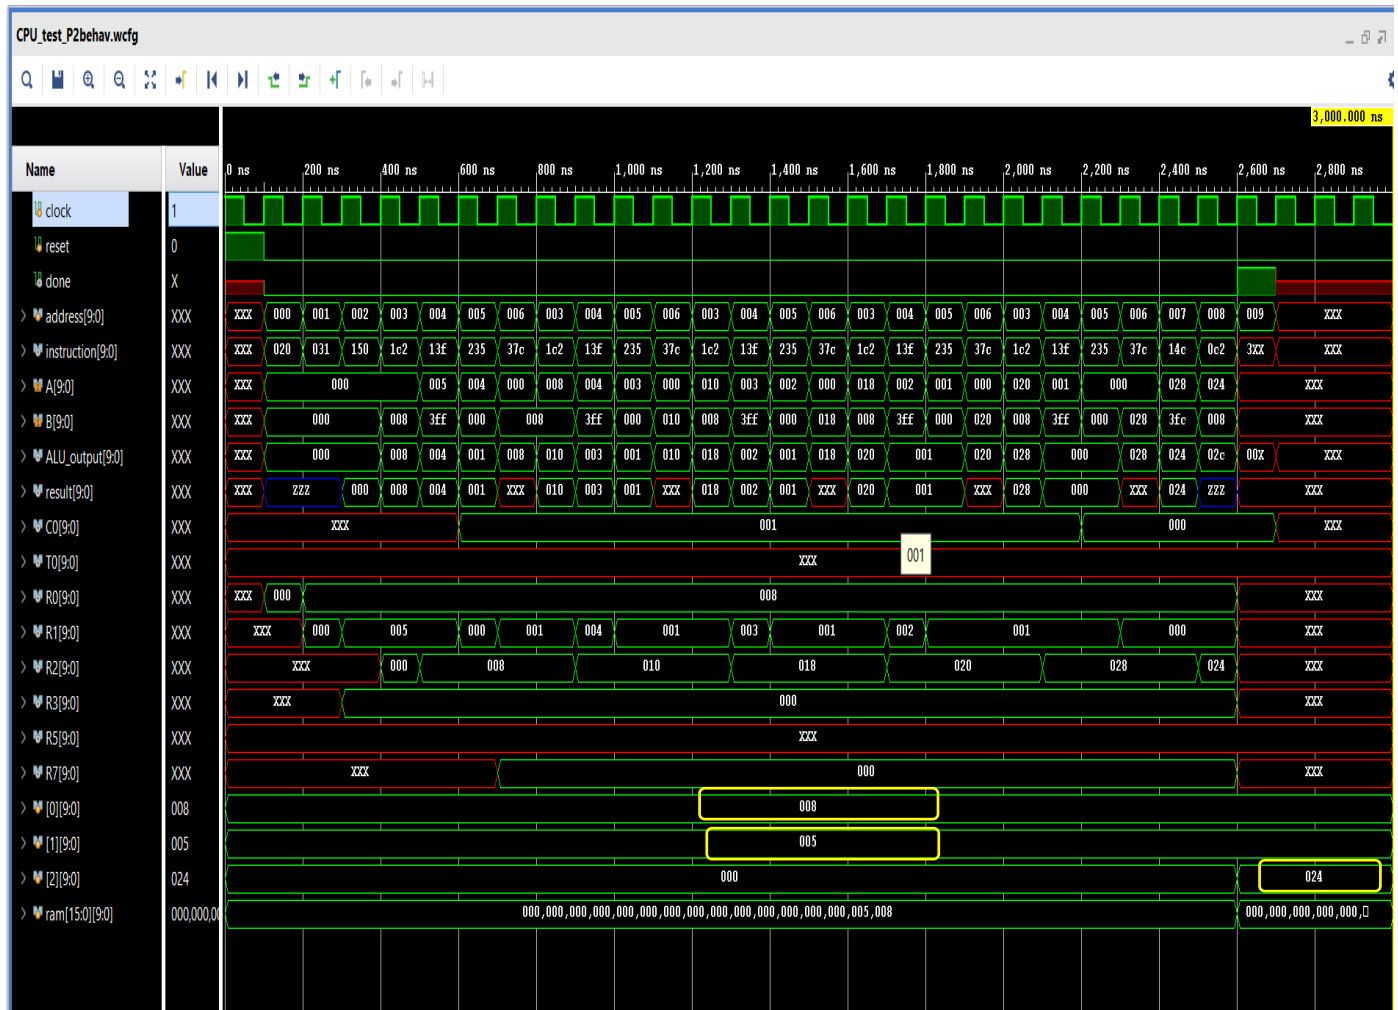 CPU_test_P2behav.wcfg
3,000.000 ns
Name Value 0 ns 200 ns 400 ns 600 ns 800 ns 1,000 ns 1,200 ns 1,400 ns 1,600 ns 1,800 ns 2,000 ns 2,200 ns 2,400 ns 2,600 ns 2,800 ns
clock 1
reset 0
done X
address[9:0] XXX XXX 000 001 002 003 004 005 006 003 004 005 006 003 004 005 006 003 004 005 006 003 004 005 006 007 008 009 XXX
instruction[9:0] XXX XXX 020 031 150 1c2 13f 235 37c 1c2 13f 235 37c 1c2 13f 235 37c 1c2 13f 235 37c 1c2 13f 235 37c 14c 0c2 3XX XXX
A[9:0] XXX XXX 000 005 004 000 008 004 003 000 010 003 002 000 018 002 001 000 020 001 000 028 024 XXX
B[9:0] XXX XXX 000 008 3ff 000 008 3ff 000 010 008 3ff 000 018 008 3ff 000 020 008 3ff 000 028 3fc 008 XXX
ALU_output[9:0] XXX XXX 000 008 004 001 008 010 003 001 010 018 002 001 018 020 001 020 028 000 028 024 02c 00X XXX
result[9:0] XXX XXX ZZZ 000 008 004 001 XXX 010 003 001 XXX 018 002 001 XXX 020 001 XXX 028 000 XXX 024 ZZZ XXX
C0[9:0] XXX XXX 001 000 XXX
T0[9:0] XXX XXX 001
R0[9:0] XXX XXX 000 008 XXX
R1[9:0] XXX XXX 000 005 000 001 004 001 003 001 002 001 000 XXX
R2[9:0] XXX XXX 000 008 010 018 020 028 024 XXX
R3[9:0] XXX XXX 000 XXX
R5[9:0] XXX XXX
R7[9:0] XXX XXX 000 XXX
[0][9:0] 008 008
[1][9:0] 005 005
[2][9:0] 024 000 024
ram[15:0][9:0] 000,000,00 000,000,000,000,000,000,000,000,000,000,000,000,000,000,005,008 000,000,000,000,000,000,